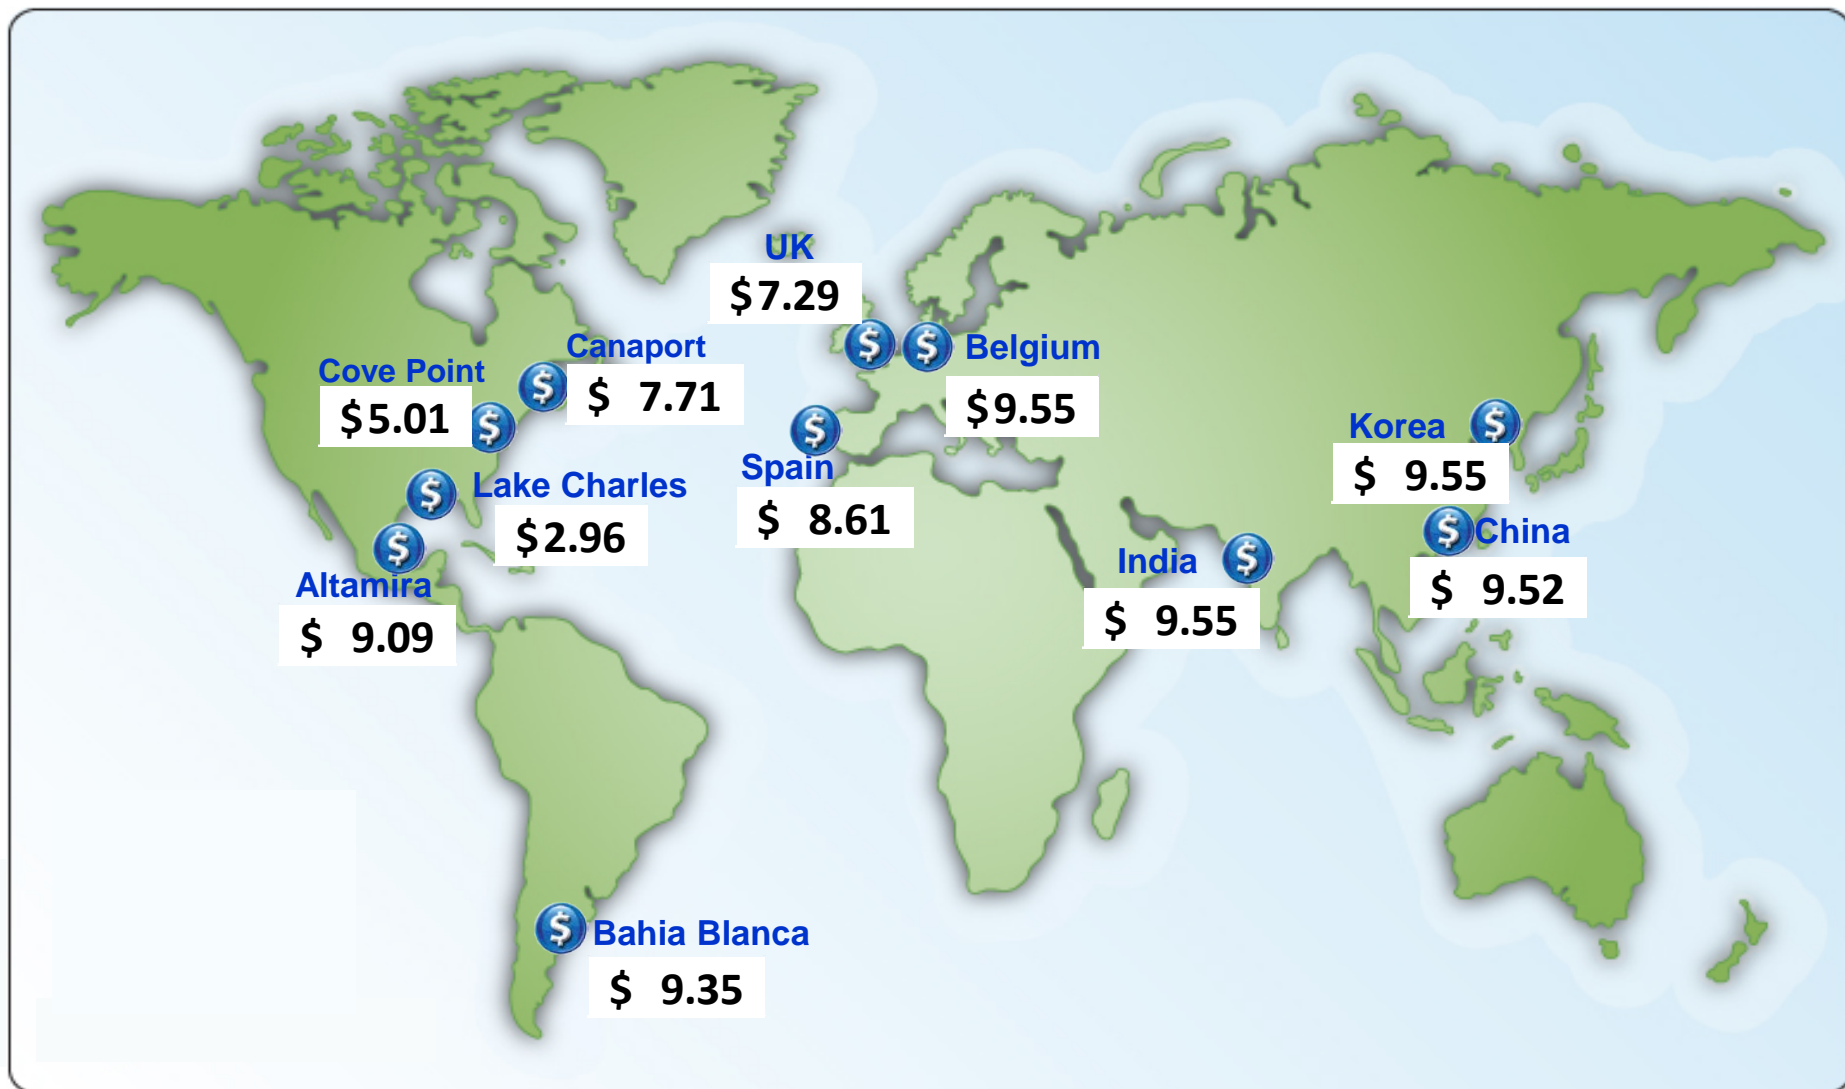 UK
$7.29
Canaport
$ 7.71
Cove Point
$5.01
Belgium
$9.55
Korea
$ 9.55
Spain
$ 8.61
Lake Charles
$2.96
China
$ 9.52
India
$ 9.55
Altamira
$ 9.09
Bahia Blanca
$ 9.35